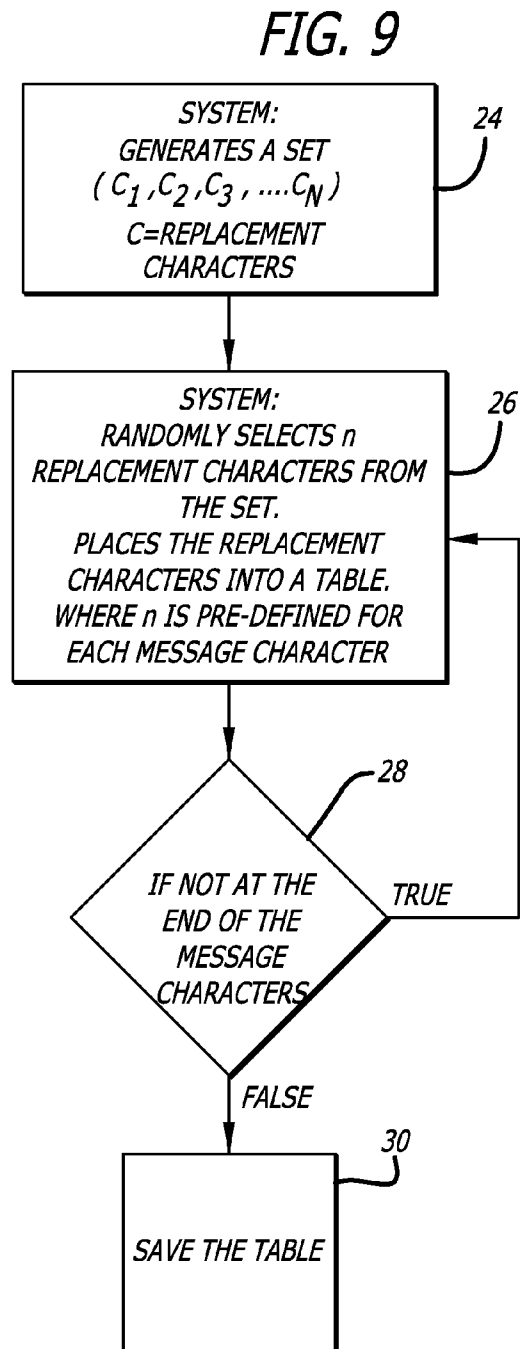 FIG. 9
SYSTEM:
GENERATES A SET
( C1 ,C2 ,C3 , ....CN )
C=REPLACEMENT
CHARACTERS
24
SYSTEM:
RANDOMLY SELECTS n
REPLACEMENT CHARACTERS FROM
THE SET.
PLACES THE REPLACEMENT
CHARACTERS INTO A TABLE.
WHERE n IS PRE-DEFINED FOR
EACH MESSAGE CHARACTER
26
28
IF NOT AT THE
END OF THE
MESSAGE
CHARACTERS
TRUE
FALSE
30
SAVE THE TABLE